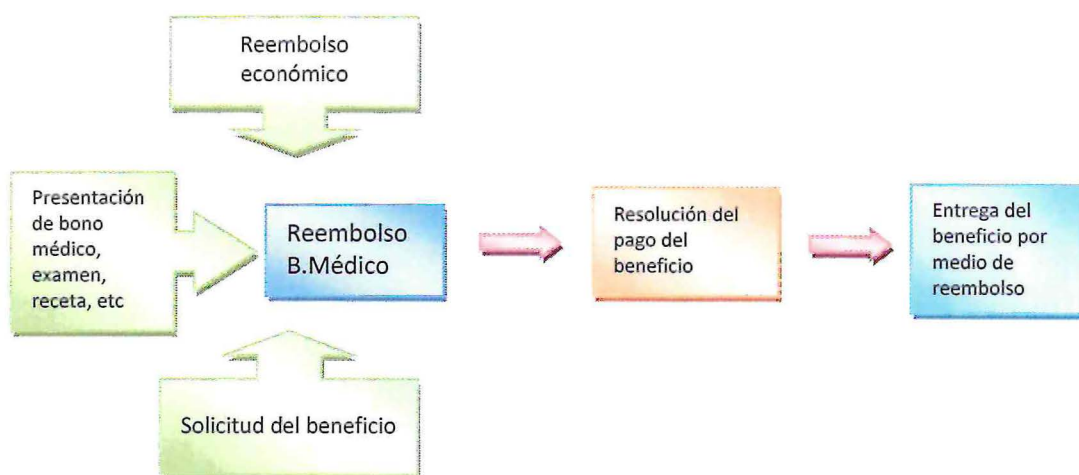 Reembolso
económico
Presentación
de bono
médico,
examen,
receta, etc
Reembolso
B.Médico
Resolución del
pago del
beneficio
Entrega del
beneficio por
medio de
reembolso
Solicitud del beneficio